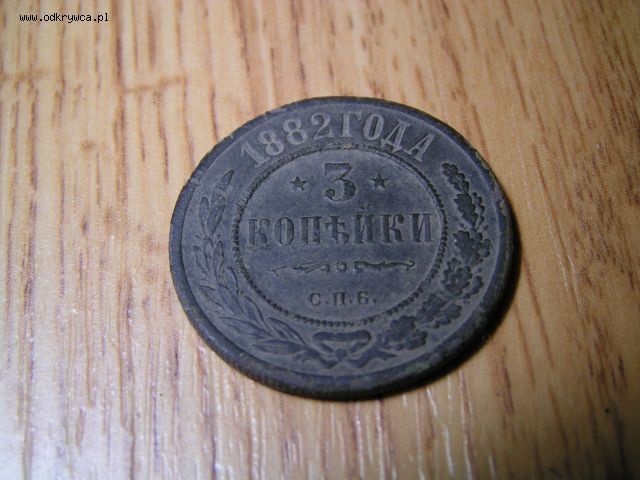 www.odkrywca.pl
1882 ГОДА
* 3 *
КОПѢЙКИ
С.П.Б.